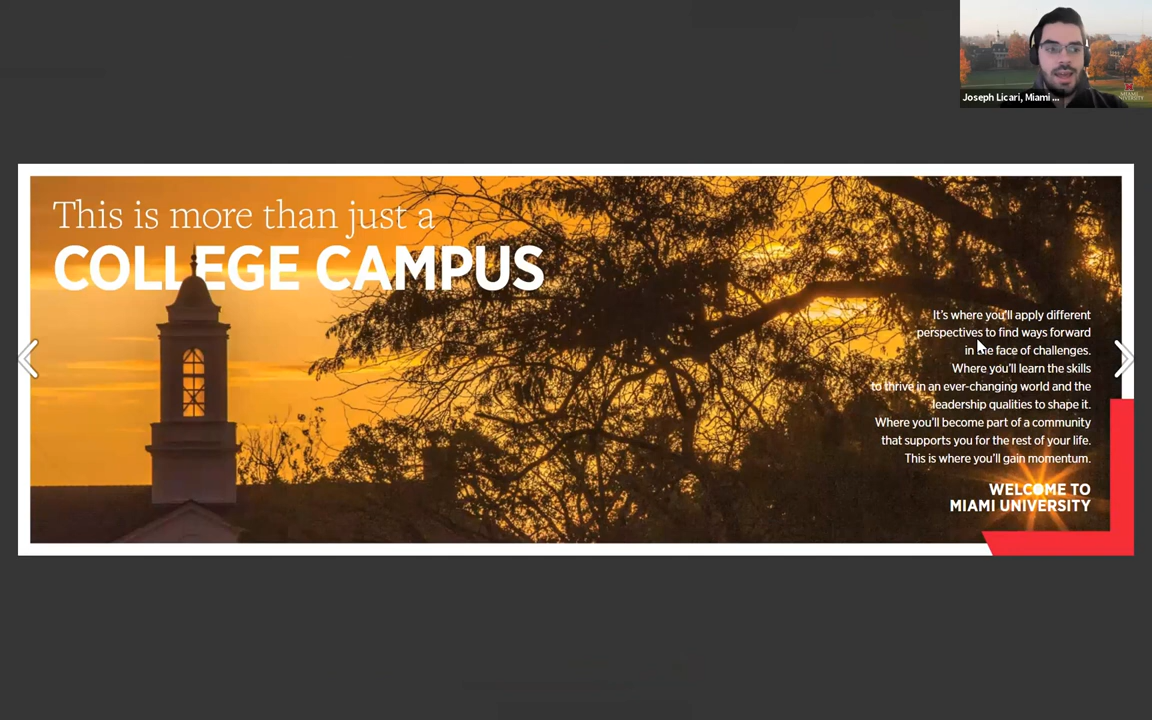 Joseph Licari, Miami ...
MIAMI UNIVERSITY
This is more than just a
COLLEGE CAMPUS
It's where you'll apply different
perspectives to find ways forward
in the face of challenges.
Where you'll learn the skills
to thrive in an ever-changing world and the
leadership qualities to shape it.
Where you'll become part of a community
that supports you for the rest of your life.
This is where you'll gain momentum.
WELCOME TO
MIAMI UNIVERSITY